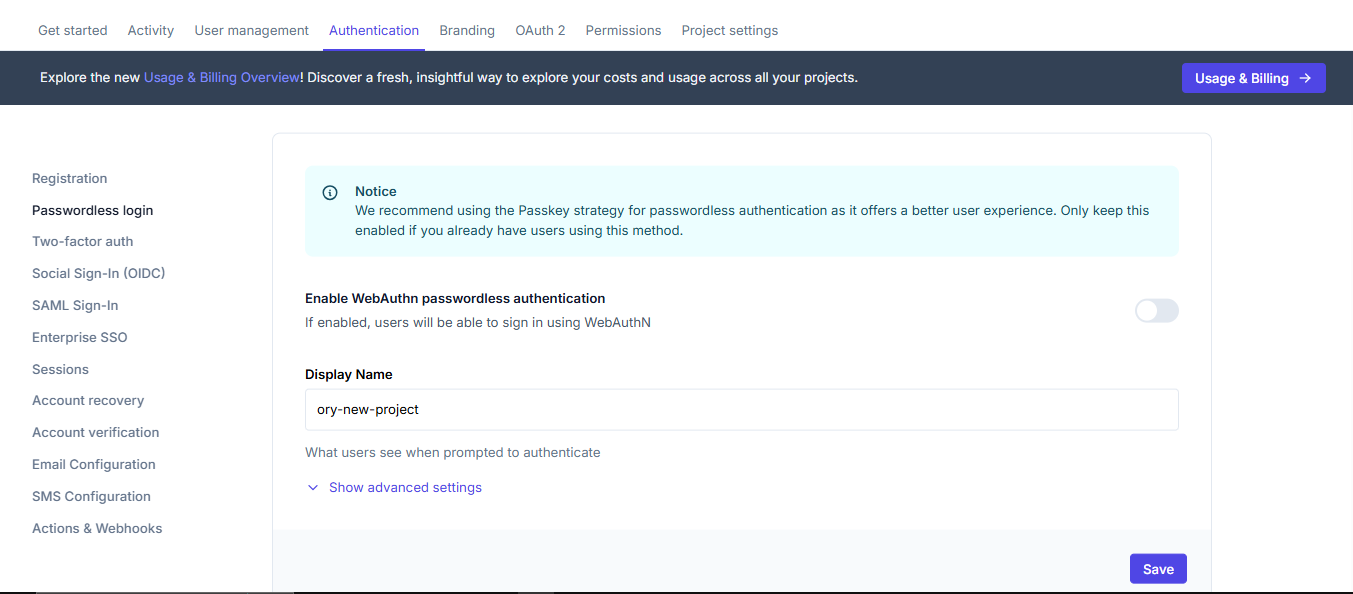 Get started Activity User management Authentication Branding OAuth 2 Permissions Project settings
Explore the new Usage & Billing Overview! Discover a fresh, insightful way to explore your costs and usage across all your projects.
Usage & Billing →
Registration
Passwordless login
Two-factor auth
Social Sign-In (OIDC)
SAML Sign-In
Enterprise SSO
Sessions
Account recovery
Account verification
Email Configuration
SMS Configuration
Actions & Webhooks
Notice
We recommend using the Passkey strategy for passwordless authentication as it offers a better user experience. Only keep this
enabled if you already have users using this method.
Enable WebAuthn passwordless authentication
If enabled, users will be able to sign in using WebAuthN
Display Name
ory-new-project
What users see when prompted to authenticate
Show advanced settings
Save